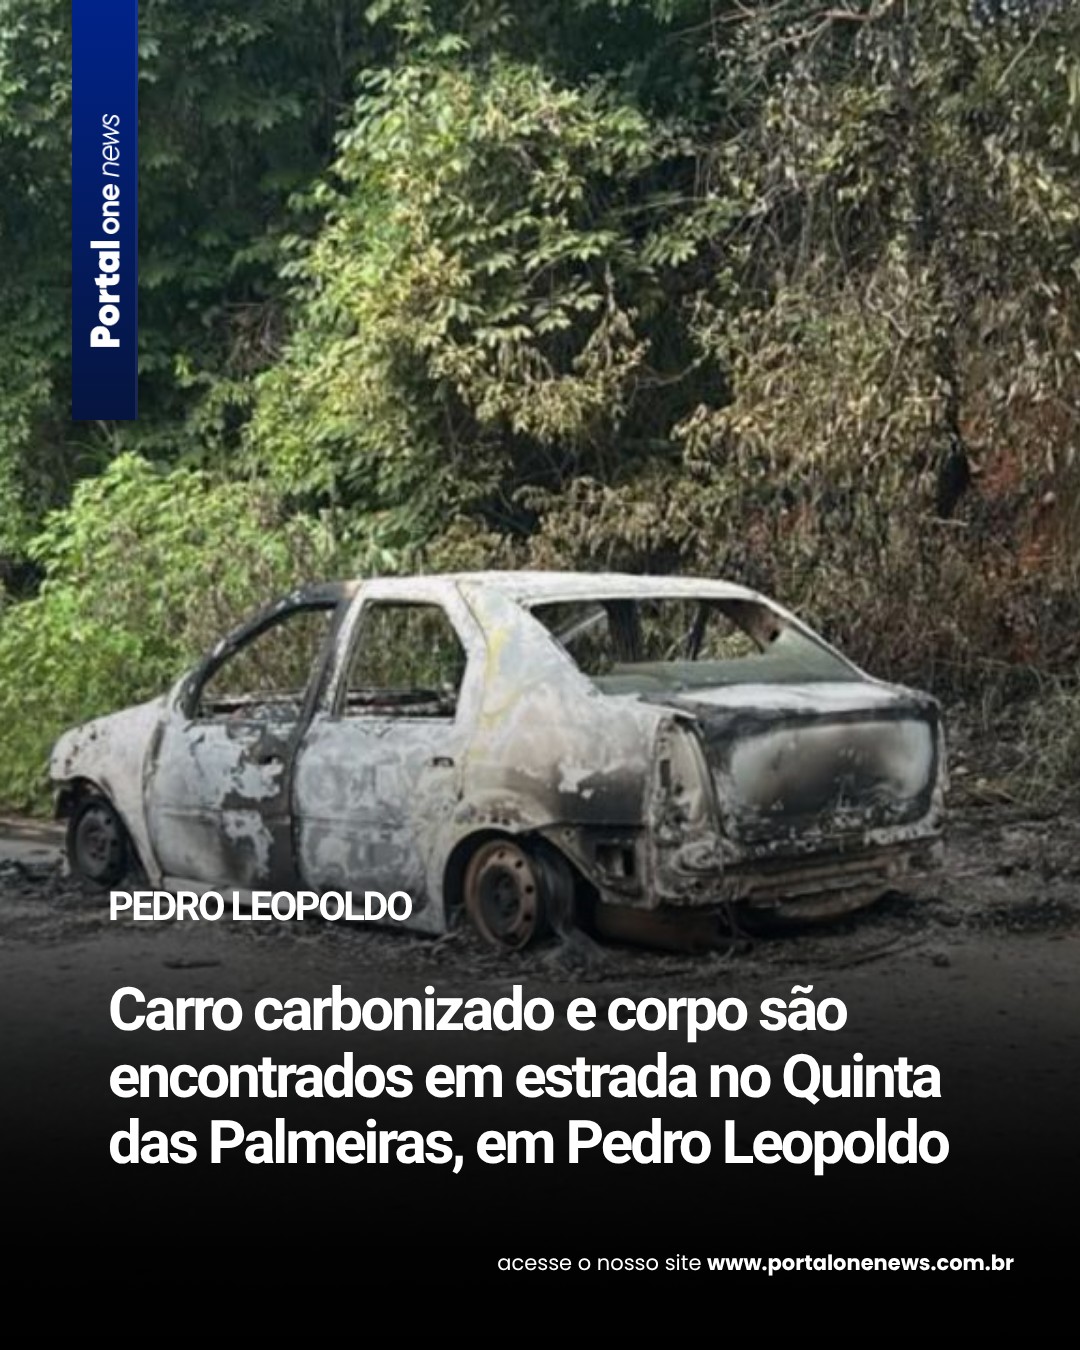 Portal one news
PEDRO LEOPOLDO
Carro carbonizado e corpo são
encontrados em estrada no Quinta
das Palmeiras, em Pedro Leopoldo
acesse o nosso site www.portalonenews.com.br